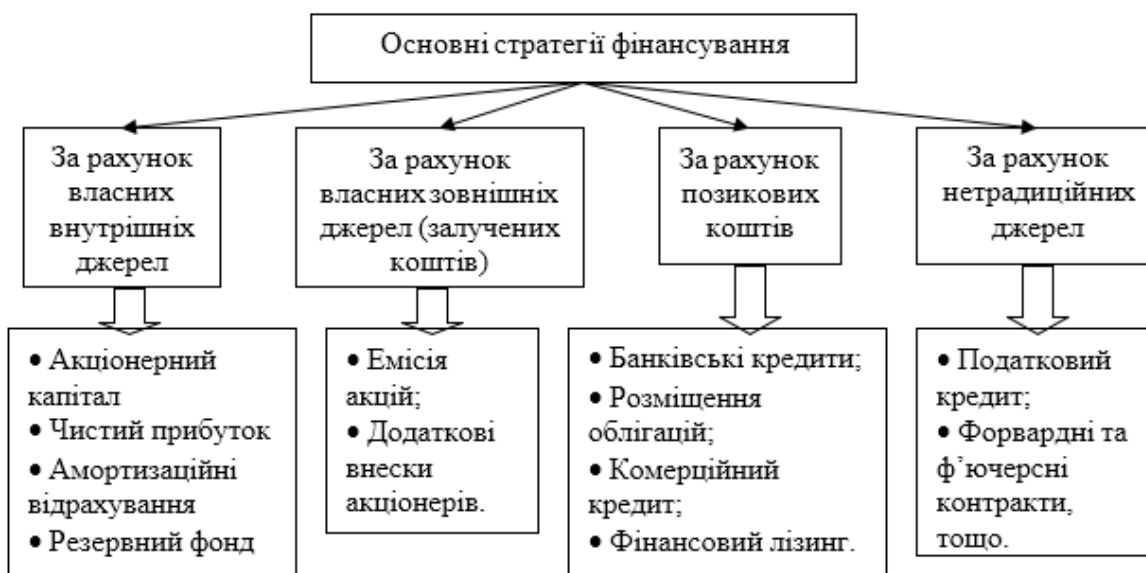 Основні стратегії фінансування
За рахунок
власних
внутрішніх
джерел
За рахунок
власних зовнішніх
джерел (залучених
коштів)
За рахунок
позикових
коштів
За рахунок
нетрадиційних
джерел
• Акціонерний
капітал
• Чистий прибуток
• Амортизаційні
відрахування
• Резервний фонд
• Емісія
акцій;
• Додаткові
внески
акціонерів.
• Банківські кредити;
• Розміщення
облігацій;
• Комерційний
кредит;
• Фінансовий лізинг.
• Податковий
кредит;
• Форвардні та
ф’ючерсні
контракти,
тощо.